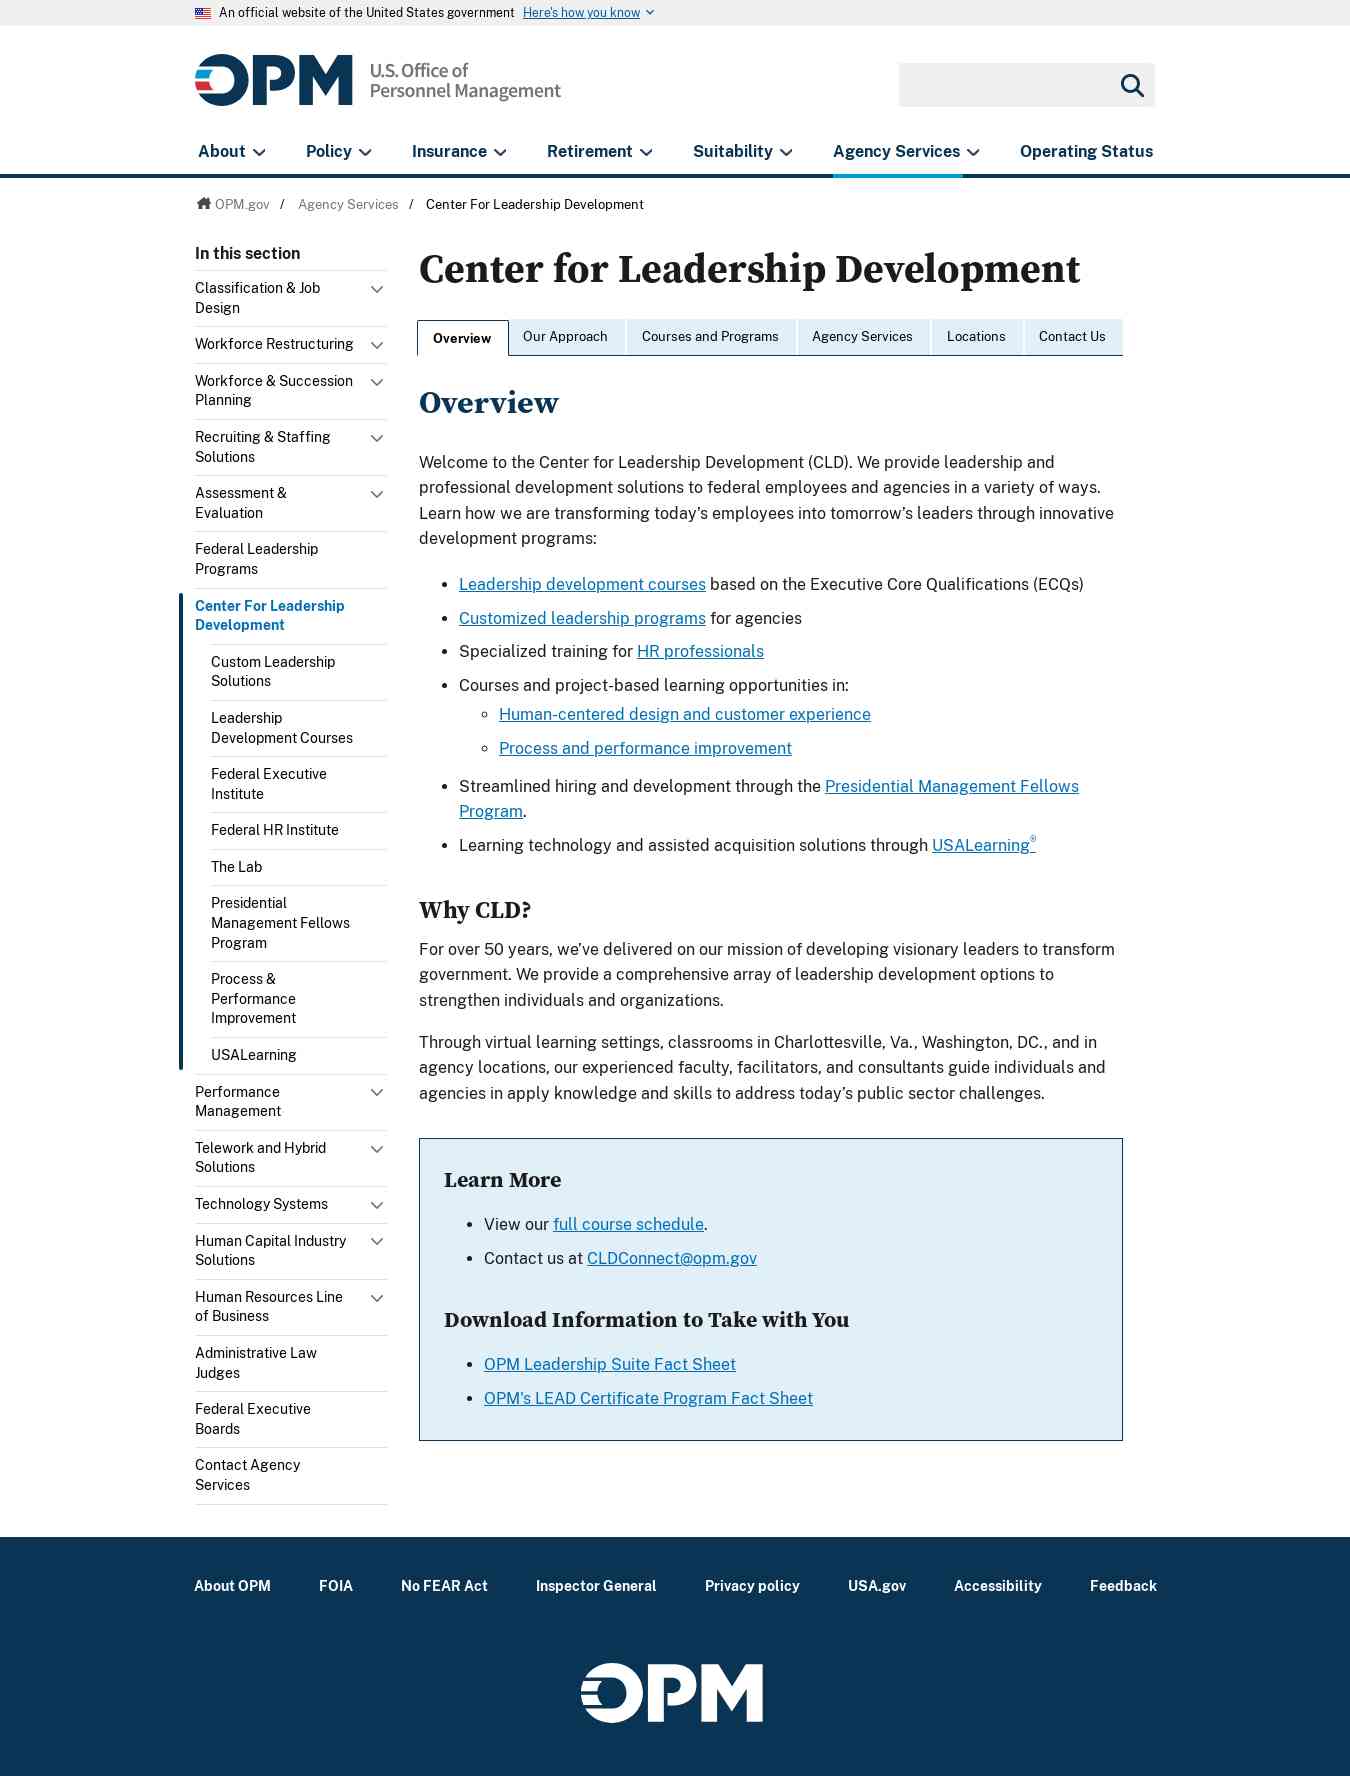 An official website of the United States government Here's how you know
OPM
U.S. Office of
Personnel Management
About Policy Insurance Retirement Suitability Agency Services Operating Status
OPM.gov / Agency Services / Center For Leadership Development
In this section
Classification & Job
Design
Workforce Restructuring
Workforce & Succession
Planning
Recruiting & Staffing
Solutions
Assessment &
Evaluation
Federal Leadership
Programs
Center For Leadership
Development
Custom Leadership
Solutions
Leadership
Development Courses
Federal Executive
Institute
Federal HR Institute
The Lab
Presidential
Management Fellows
Program
Process &
Performance
Improvement
USALearning
Performance
Management
Telework and Hybrid
Solutions
Technology Systems
Human Capital Industry
Solutions
Human Resources Line
of Business
Administrative Law
Judges
Federal Executive
Boards
Contact Agency
Services
Center for Leadership Development
Overview Our Approach Courses and Programs Agency Services Locations Contact Us
Overview
Welcome to the Center for Leadership Development (CLD). We provide leadership and
professional development solutions to federal employees and agencies in a variety of ways.
Learn how we are transforming today’s employees into tomorrow’s leaders through innovative
development programs:
• Leadership development courses based on the Executive Core Qualifications (ECQs)
• Customized leadership programs for agencies
• Specialized training for HR professionals
• Courses and project-based learning opportunities in:
◦ Human-centered design and customer experience
◦ Process and performance improvement
• Streamlined hiring and development through the Presidential Management Fellows
Program.
• Learning technology and assisted acquisition solutions through USALearning®
Why CLD?
For over 50 years, we’ve delivered on our mission of developing visionary leaders to transform
government. We provide a comprehensive array of leadership development options to
strengthen individuals and organizations.
Through virtual learning settings, classrooms in Charlottesville, Va., Washington, DC., and in
agency locations, our experienced faculty, facilitators, and consultants guide individuals and
agencies in apply knowledge and skills to address today’s public sector challenges.
Learn More
• View our full course schedule.
• Contact us at CLDConnect@opm.gov
Download Information to Take with You
• OPM Leadership Suite Fact Sheet
• OPM's LEAD Certificate Program Fact Sheet
About OPM FOIA No FEAR Act Inspector General Privacy policy USA.gov Accessibility Feedback
OPM